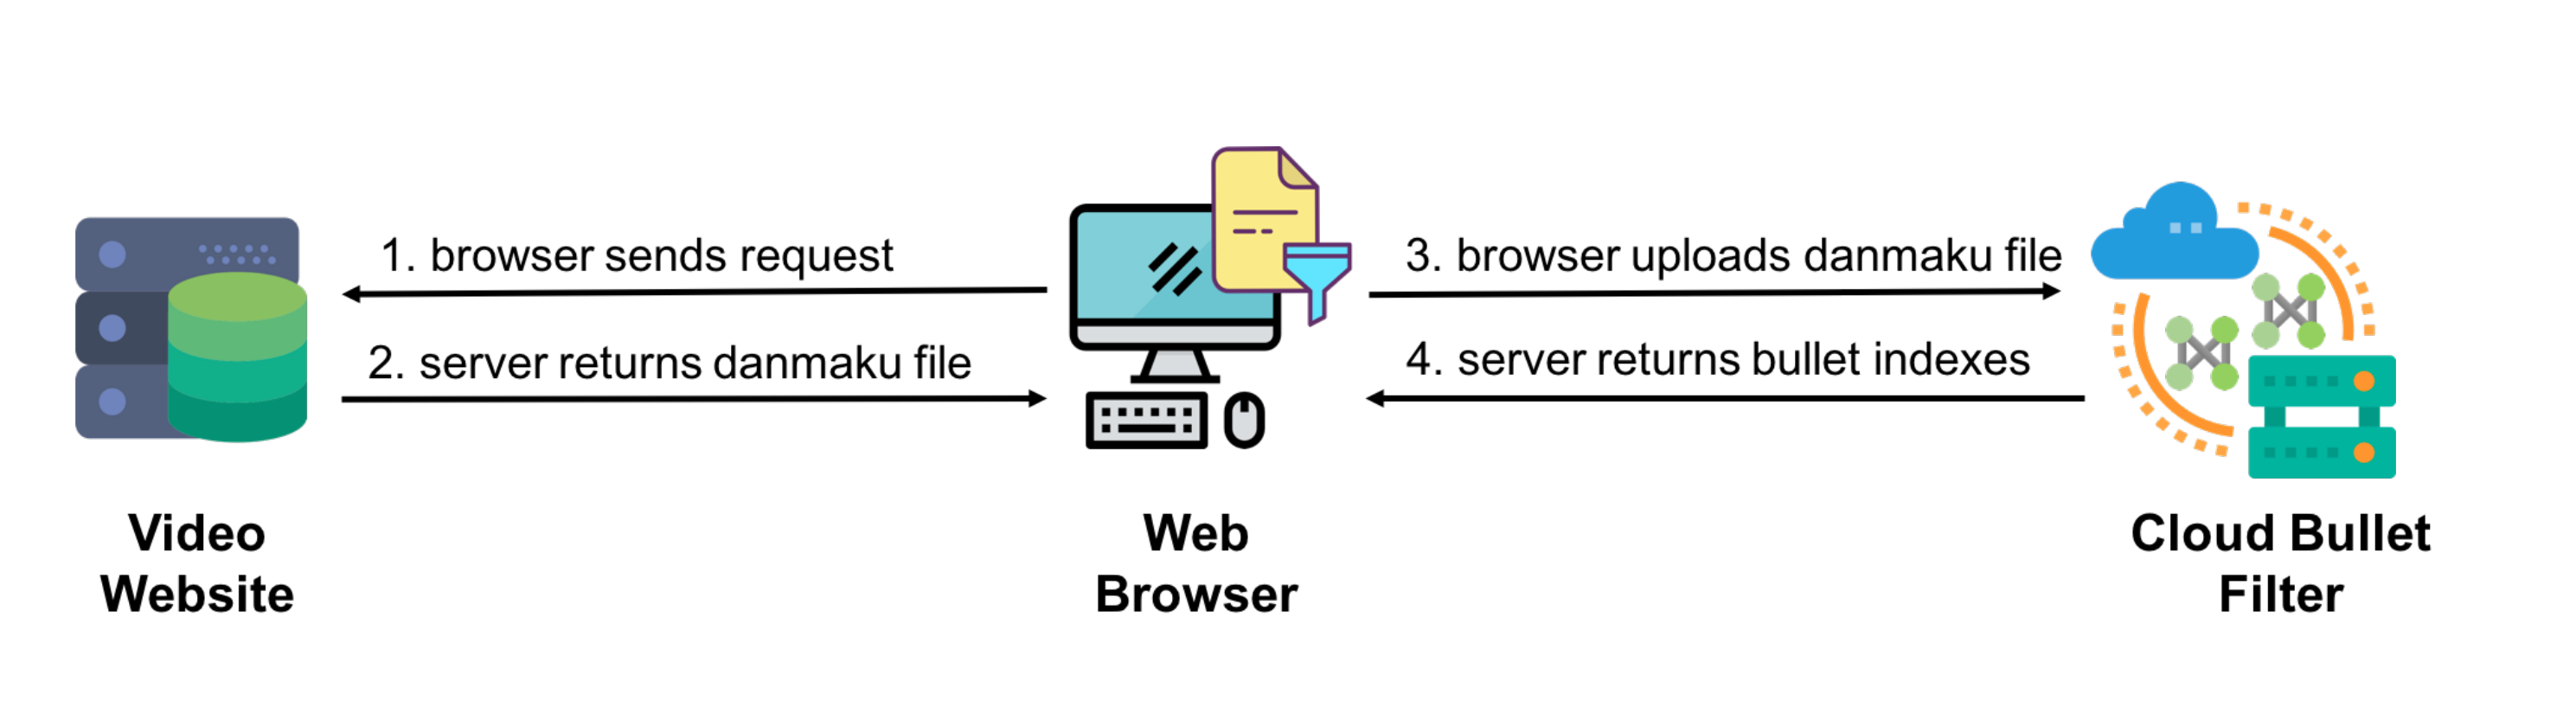 1. browser sends request
2. server returns danmaku file
3. browser uploads danmaku file
4. server returns bullet indexes
Video
Website
Web
Browser
Cloud Bullet
Filter